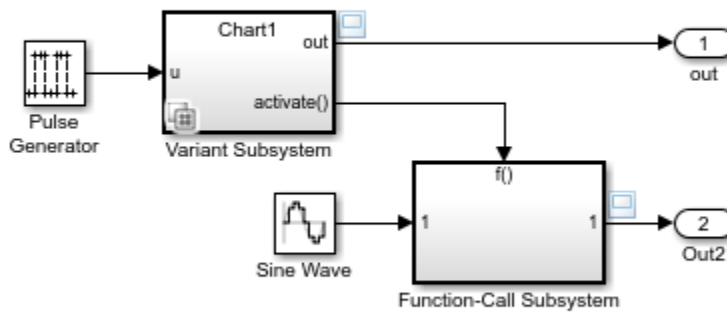 Chart1
out
u
activate()
1
out
Pulse
Generator
Variant Subsystem
f()
1
1
2
Sine Wave
Out2
Function-Call Subsystem